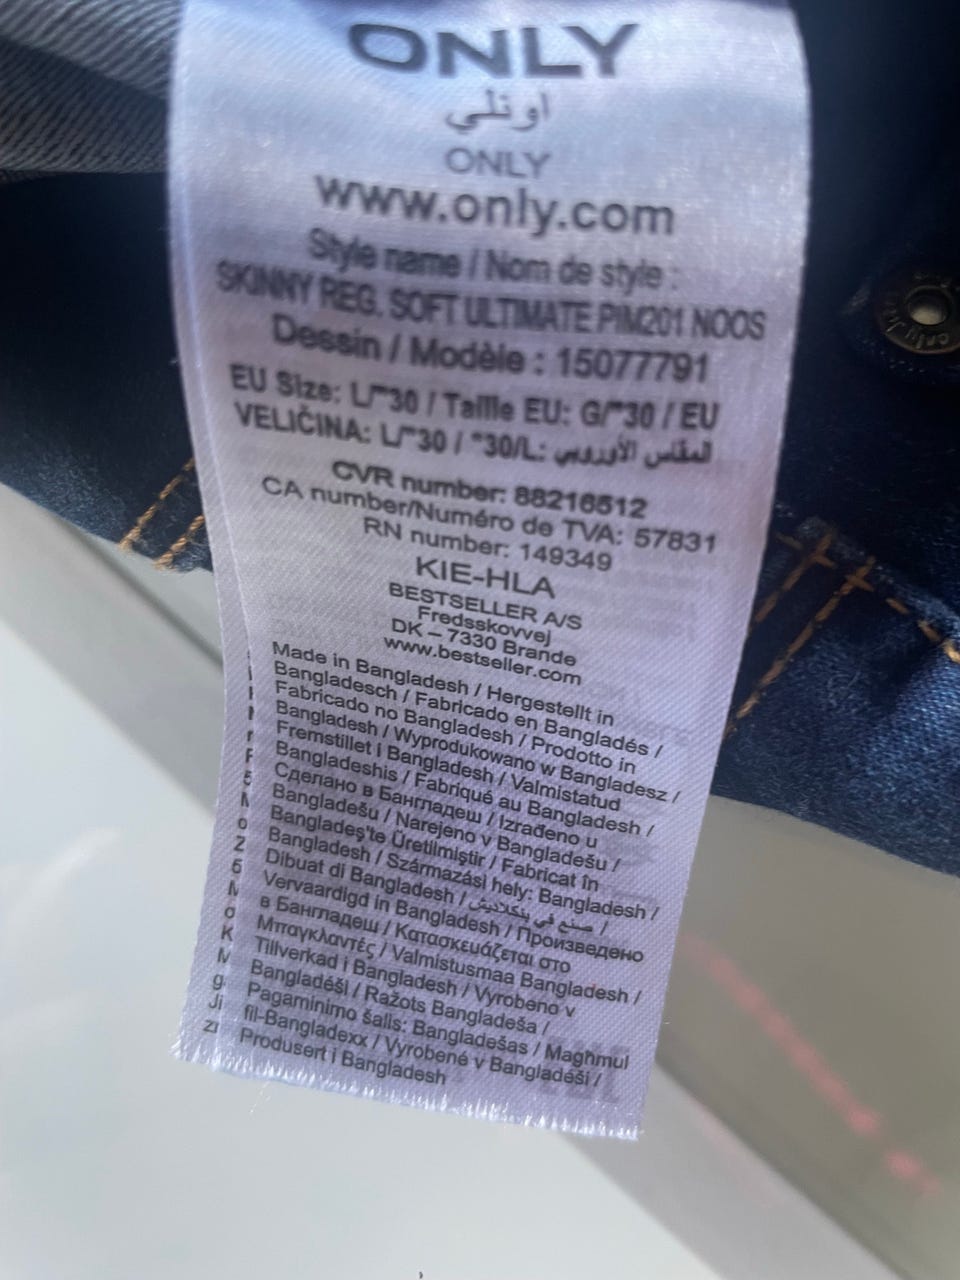 ONLY
اونلي
ONLY
www.only.com
Style name / Nom de style :
SKINNY REG. SOFT ULTIMATE PIM201 NOOS
Dessin / Modèle : 15077791
EU Size: L/"30 / Taille EU: G/"30 / EU
VELIČINA: L/"30 / "30/L: المقاس الأوروبي
CVR number: 88216512
CA number/Numéro de TVA: 57831
RN number: 149349
KIE-HLA
BESTSELLER A/S
Fredsskovvej
DK – 7330 Brande
www.bestseller.com
Made in Bangladesh / Hergestellt in
Bangladesch / Fabricado en Bangladés /
Fabricado no Bangladesh / Prodotto in
Bangladesh / Wyprodukowano w Bangladesz /
Fremstillet i Bangladesh / Valmistatud
Bangladeshis / Fabriqué au Bangladesh /
Сделано в Бангладеш / Izrađeno u
Bangladešu / Narejeno v Bangladešu /
Bangladeş'te Üretilmiştir / Fabricat în
Bangladesh / Származási hely: Bangladesh /
Dibuat di Bangladesh / صنع في بنكلاديش /
Vervaardigd in Bangladesh / Произведено
в Бангладеш / Κατασκευάζεται στο
Μπαγκλαντές / Valmistusmaa Bangladesh /
Tillverkad i Bangladesh / Vyrobeno v
Bangladéši / Ražots Bangladeša /
Pagaminimo šalis: Bangladešas / Magħmul
fil-Bangladexx / Vyrobené v Bangladéši /
Produsert i Bangladesh